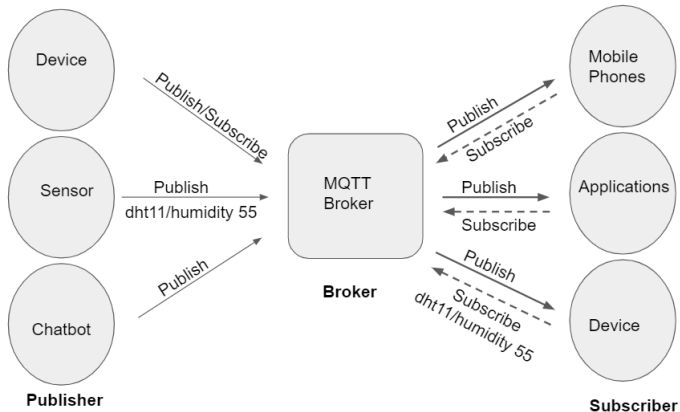 Device
Sensor
Chatbot
Publisher
Publish/Subscribe
Publish
dht11/humidity 55
Publish
MQTT
Broker
Broker
Publish
Subscribe
Publish
Subscribe
Publish
Subscribe
dht11/humidity 55
Mobile
Phones
Applications
Device
Subscriber